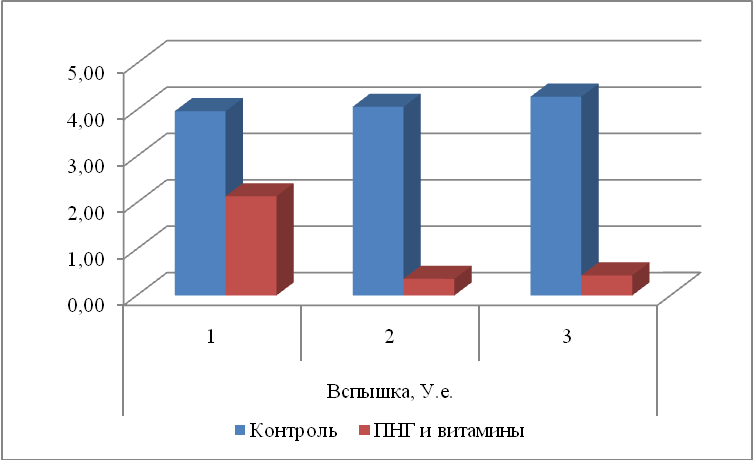 5,00
4,00
3,00
2,00
1,00
0,00
1 2 3
Вспышка, У.е.
Контроль ПНГ и витамины